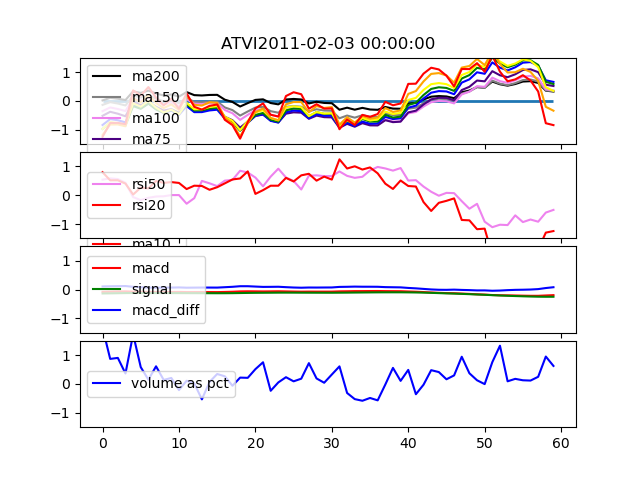 ATVI2011-02-03 00:00:00
1
0
−1
ma200
ma150
ma100
ma75
1
0
−1
rsi50
rsi20
ma10
1
0
−1
macd
signal
macd_diff
1
0
−1
volume as pct
0 10 20 30 40 50 60